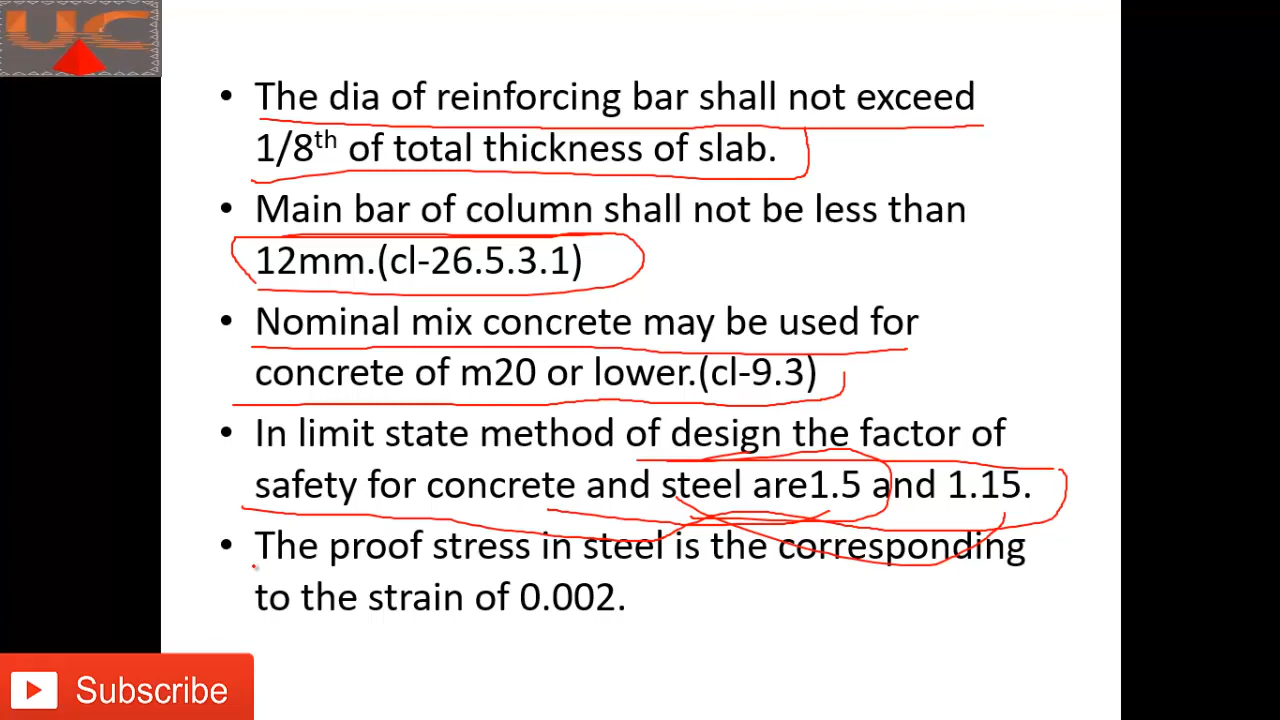 UC
• The dia of reinforcing bar shall not exceed
1/8th of total thickness of slab.
• Main bar of column shall not be less than
12mm.(cl-26.5.3.1)
• Nominal mix concrete may be used for
concrete of m20 or lower.(cl-9.3)
• In limit state method of design the factor of
safety for concrete and steel are1.5 and 1.15.
• The proof stress in steel is the corresponding
to the strain of 0.002.
Subscribe